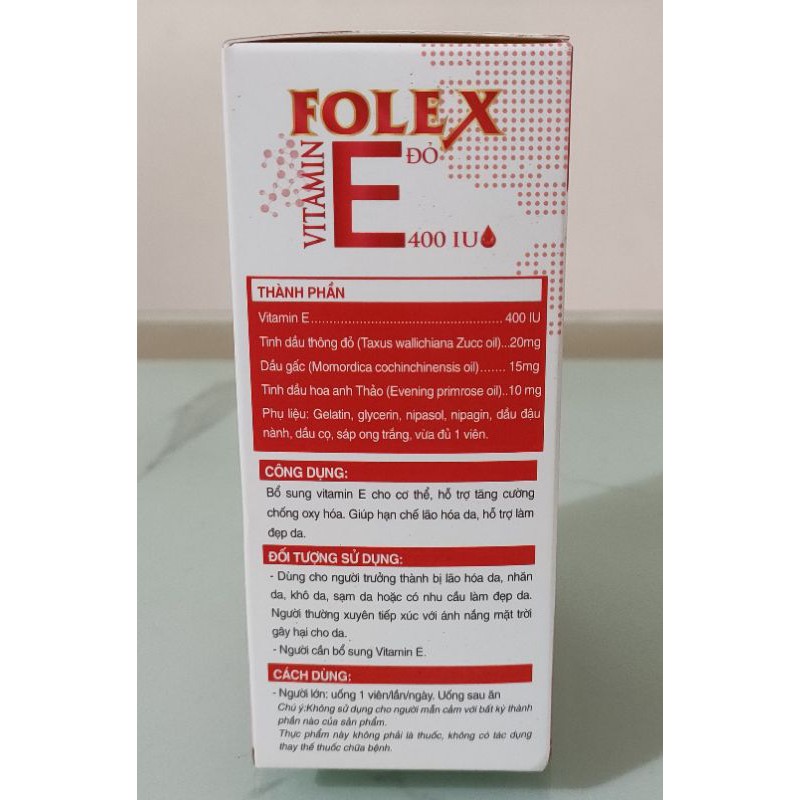 FOLEX
VITAMIN
E
ĐỎ
400 IU
THÀNH PHẦN
Vitamin E................................................. 400 IU
Tinh dầu thông đỏ (Taxus wallichiana Zucc oil)...20mg
Dầu gấc (Momordica cochinchinensis oil)....... 15mg
Tinh dầu hoa anh Thảo (Evening primrose oil)..10 mg
Phụ liệu: Gelatin, glycerin, nipasol, nipagin, dầu đậu
nành, dầu cọ, sáp ong trắng, vừa đủ 1 viên.
CÔNG DỤNG:
Bổ sung vitamin E cho cơ thể, hỗ trợ tăng cường
chống oxy hóa. Giúp hạn chế lão hóa da, hỗ trợ làm
đẹp da.
ĐỐI TƯỢNG SỬ DỤNG:
- Dùng cho người trưởng thành bị lão hóa da, nhăn
da, khô da, sạm da hoặc có nhu cầu làm đẹp da.
Người thường xuyên tiếp xúc với ánh nắng mặt trời
gây hại cho da.
- Người cần bổ sung Vitamin E.
CÁCH DÙNG:
- Người lớn: uống 1 viên/lần/ngày. Uống sau ăn
Chú ý:Không sử dụng cho người mẫn cảm với bất kỳ thành
phần nào của sản phẩm.
Thực phẩm này không phải là thuốc, không có tác dụng
thay thế thuốc chữa bệnh.